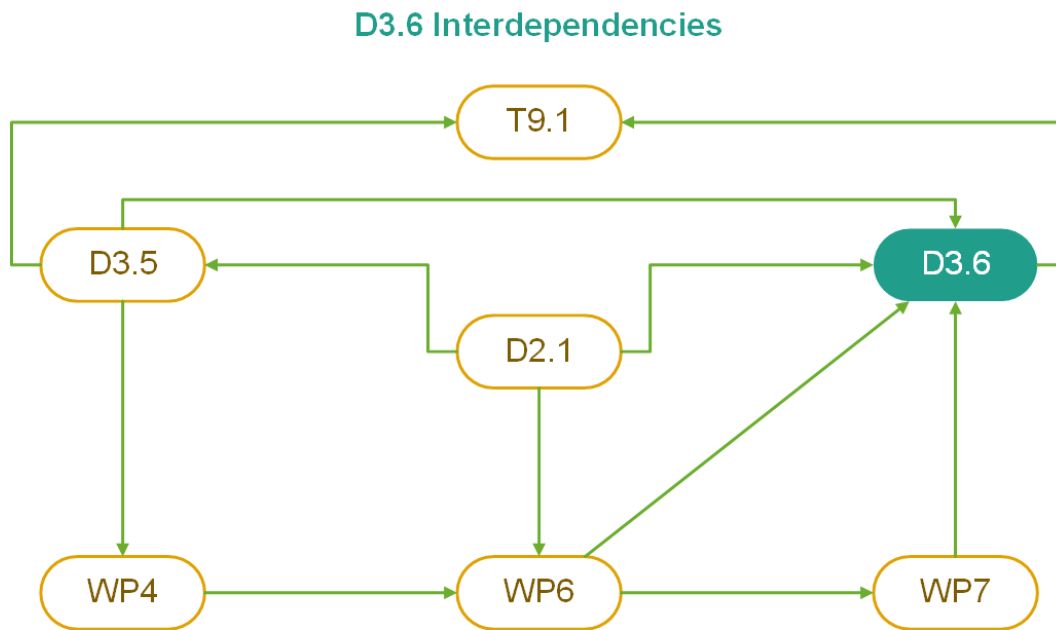 D3.6 Interdependencies
T9.1
D3.5
D3.6
D2.1
WP4
WP6
WP7